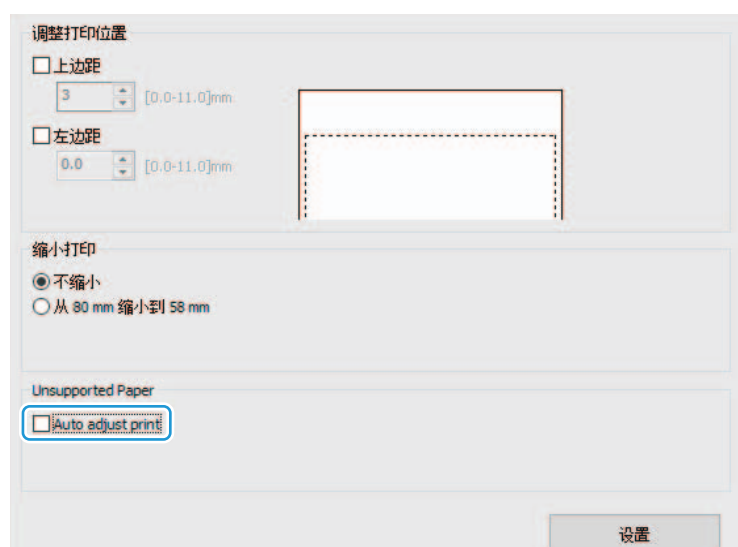 调整打印位置
上边距
3 [0.0-11.0]mm
左边距
0.0 [0.0-11.0]mm
缩小打印
不缩小
从 80 mm 缩小到 58 mm
Unsupported Paper
Auto adjust print
设置